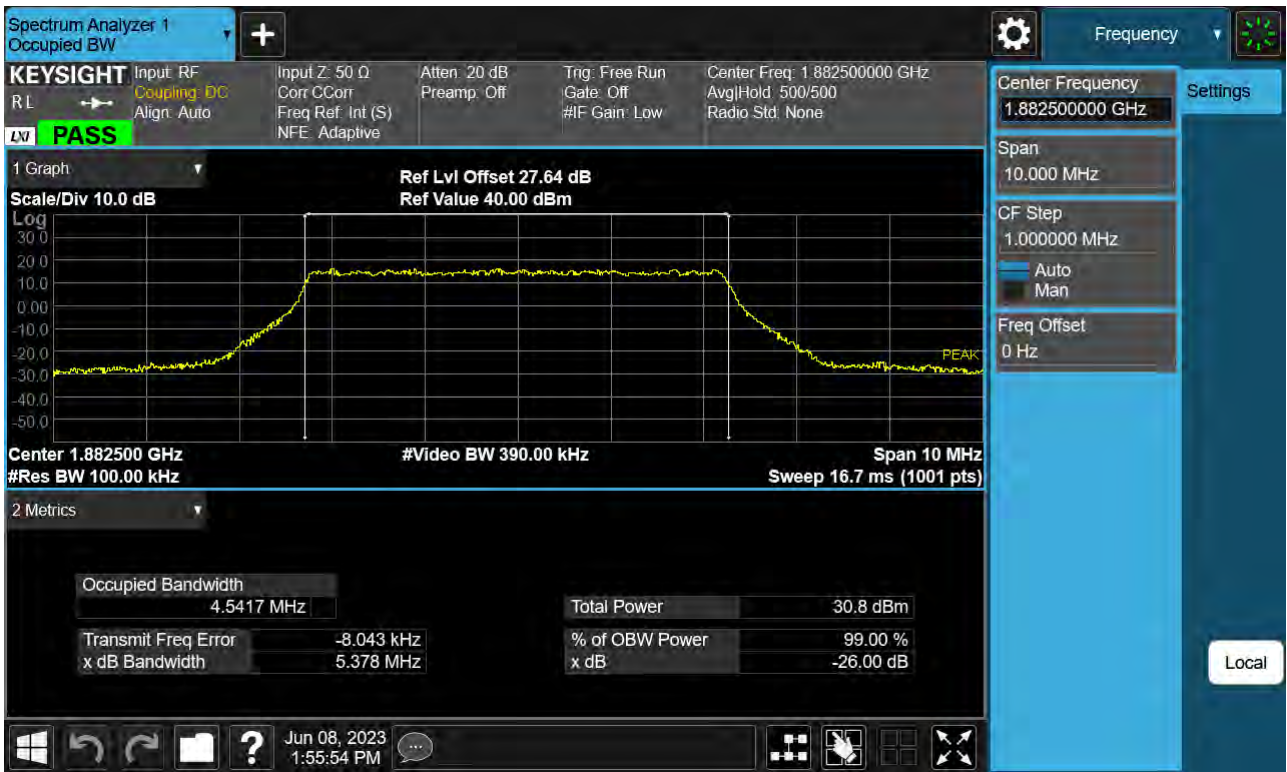 Spectrum Analyzer 1
Occupied BW
+
Frequency
KEYSIGHT
R L
LXI
PASS
Input: RF
Coupling: DC
Align: Auto
Input Z: 50 Ω
Corr CCorr
Freq Ref: Int (S)
NFE: Adaptive
Atten: 20 dB
Preamp: Off
Trig: Free Run
Gate: Off
#IF Gain: Low
Center Freq: 1.882500000 GHz
Avg|Hold: 500/500
Radio Std: None
Center Frequency
1.882500000 GHz
Settings
Span
10.000 MHz
CF Step
1.000000 MHz
Auto
Man
Freq Offset
0 Hz
Local
1 Graph
Scale/Div 10.0 dB
Ref Lvl Offset 27.64 dB
Ref Value 40.00 dBm
Log
30.0
20.0
10.0
0.00
-10.0
-20.0
-30.0
-40.0
-50.0
PEAK
Center 1.882500 GHz
#Video BW 390.00 kHz
Span 10 MHz
#Res BW 100.00 kHz
Sweep 16.7 ms (1001 pts)
2 Metrics
Occupied Bandwidth
4.5417 MHz
Total Power 30.8 dBm
Transmit Freq Error -8.043 kHz
% of OBW Power 99.00 %
x dB Bandwidth 5.378 MHz
x dB -26.00 dB
?
Jun 08, 2023
1:55:54 PM